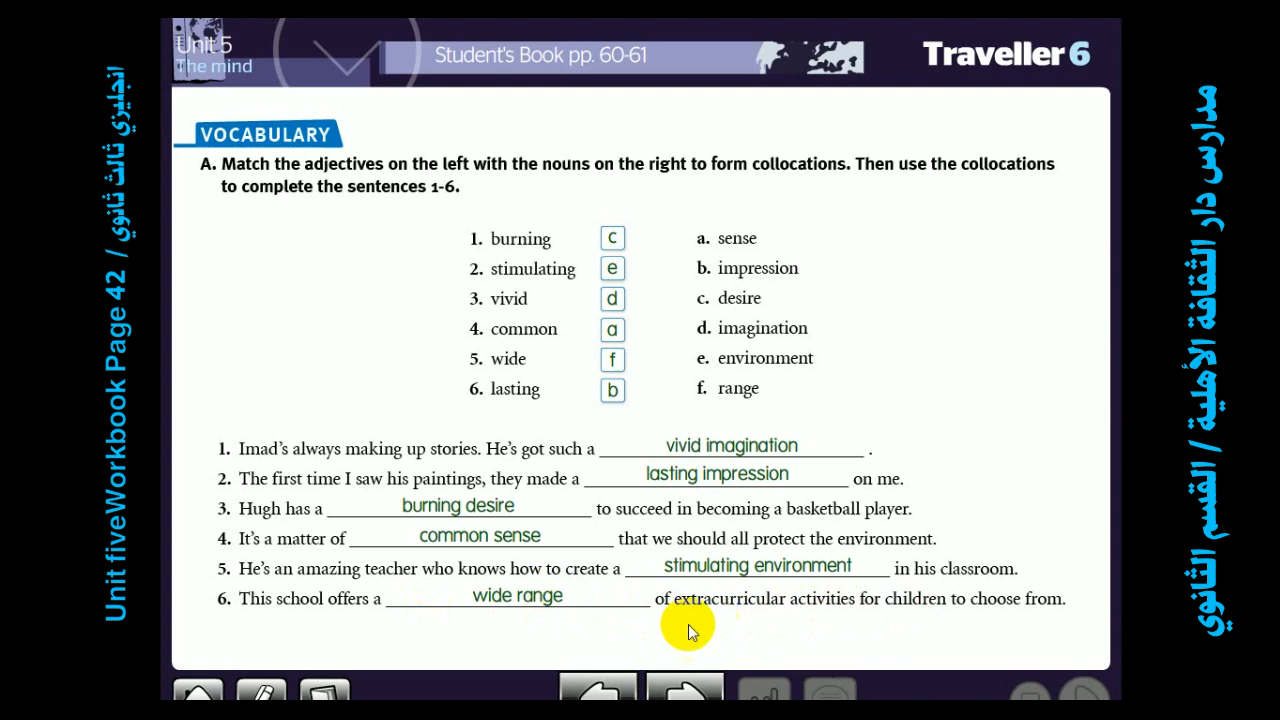 Unit 5
The mind
Student's Book pp. 60-61
Traveller 6
VOCABULARY
A. Match the adjectives on the left with the nouns on the right to form collocations. Then use the collocations
to complete the sentences 1-6.
1. burning c a. sense
2. stimulating e b. impression
3. vivid d c. desire
4. common a d. imagination
5. wide f e. environment
6. lasting b f. range
1. Imad's always making up stories. He's got such a vivid imagination .
2. The first time I saw his paintings, they made a lasting impression on me.
3. Hugh has a burning desire to succeed in becoming a basketball player.
4. It's a matter of common sense that we should all protect the environment.
5. He's an amazing teacher who knows how to create a stimulating environment in his classroom.
6. This school offers a wide range of extracurricular activities for children to choose from.
Unit fiveWorkbook Page 42 / انجليزي ثالث ثانوي
مدارس دار الثقافة الأهلية / القسم الثانوي